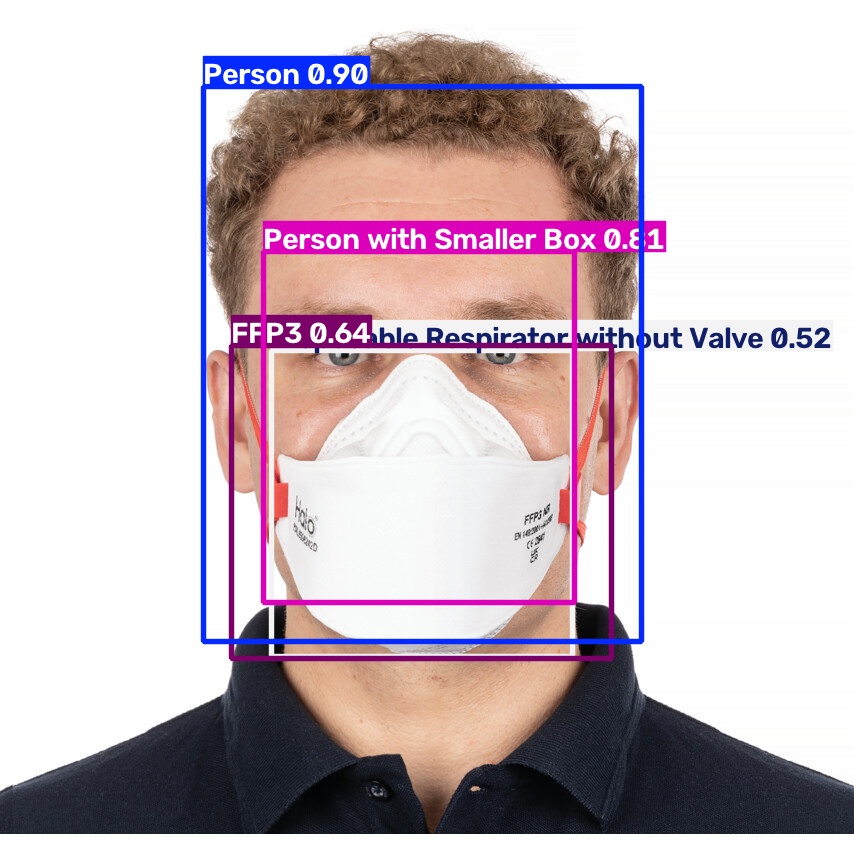 Person 0.90
Person with Smaller Box 0.81
FFP3 0.64
able Respirator without Valve 0.52
Halo
FFP3 NR